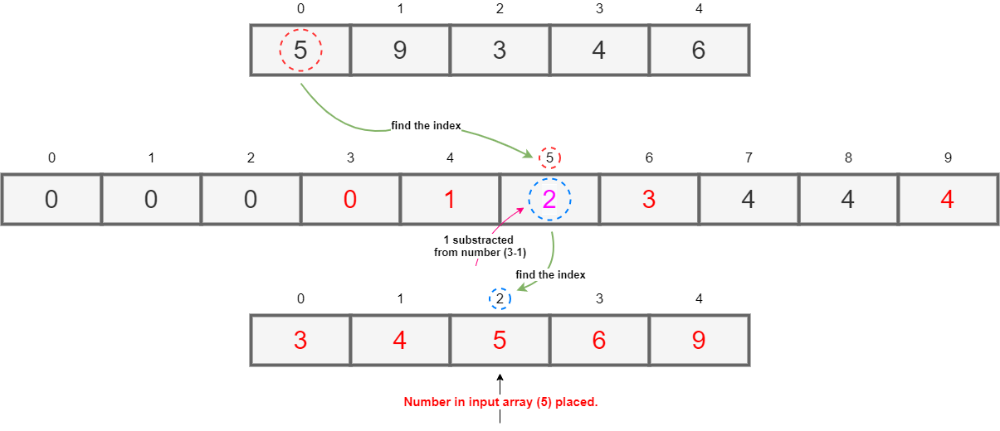 0 1 2 3 4
5 9 3 4 6
find the index
0 1 2 3 4 5 6 7 8 9
0 0 0 0 1 2 3 4 4 4
1 substracted
from number (3-1)
find the index
0 1 2 3 4
3 4 5 6 9
Number in input array (5) placed.